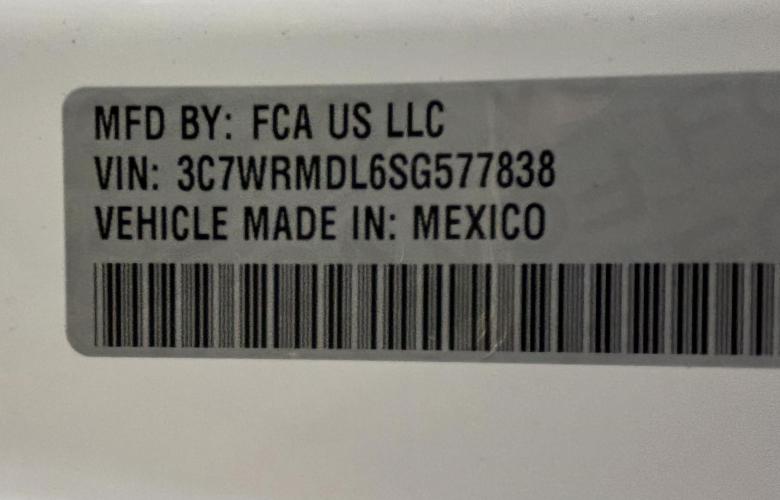 MFD BY: FCA US LLC
VIN: 3C7WRMDL6SG577838
VEHICLE MADE IN: MEXICO